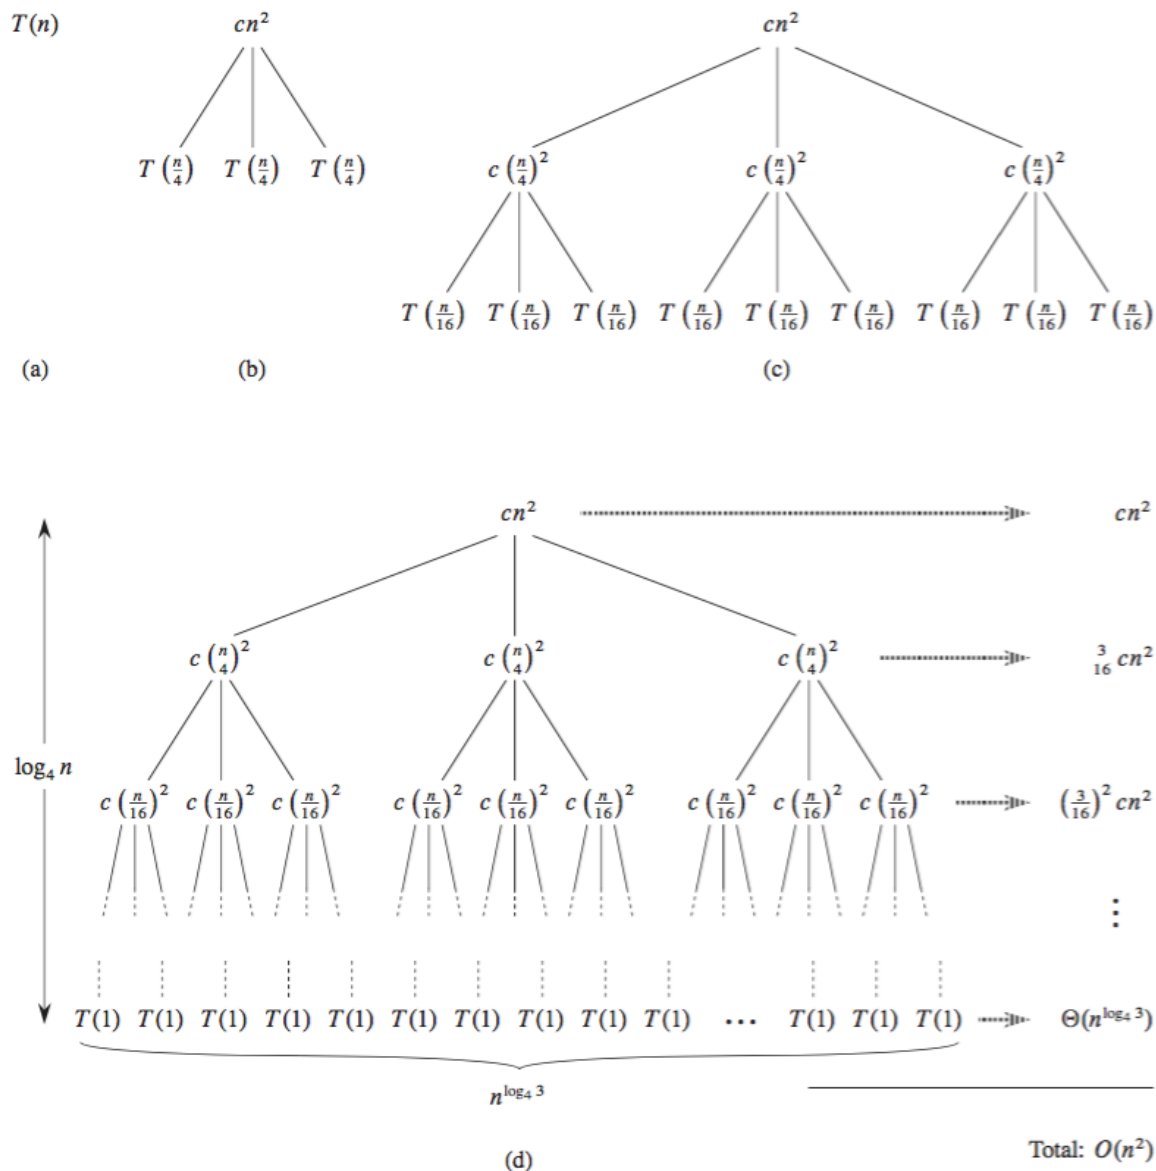 T(n) cn² cn²
T(n/4) T(n/4) T(n/4) c(n/4)² c(n/4)² c(n/4)²
T(n/16) T(n/16) T(n/16) T(n/16) T(n/16) T(n/16) T(n/16) T(n/16) T(n/16)
(a) (b) (c)
cn² cn²
c(n/4)² c(n/4)² c(n/4)² 3/16 cn²
log₄ n
c(n/16)² c(n/16)² c(n/16)² c(n/16)² c(n/16)² c(n/16)² c(n/16)² c(n/16)² c(n/16)² (3/16)² cn²
⋮
T(1) T(1) T(1) T(1) T(1) T(1) T(1) T(1) T(1) T(1) ... T(1) T(1) T(1) Θ(n^{log₄ 3})
n^{log₄ 3}
(d) Total: O(n²)